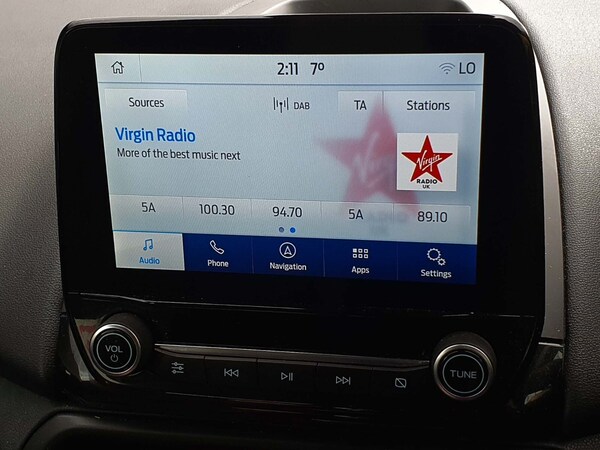 2:11 7º
LO
Sources
DAB
TA
Stations
Virgin Radio
More of the best music next
Virgin
RADIO
UK
5A
100.30
94.70
5A
89.10
Audio
Phone
Navigation
Apps
Settings
VOL
TUNE